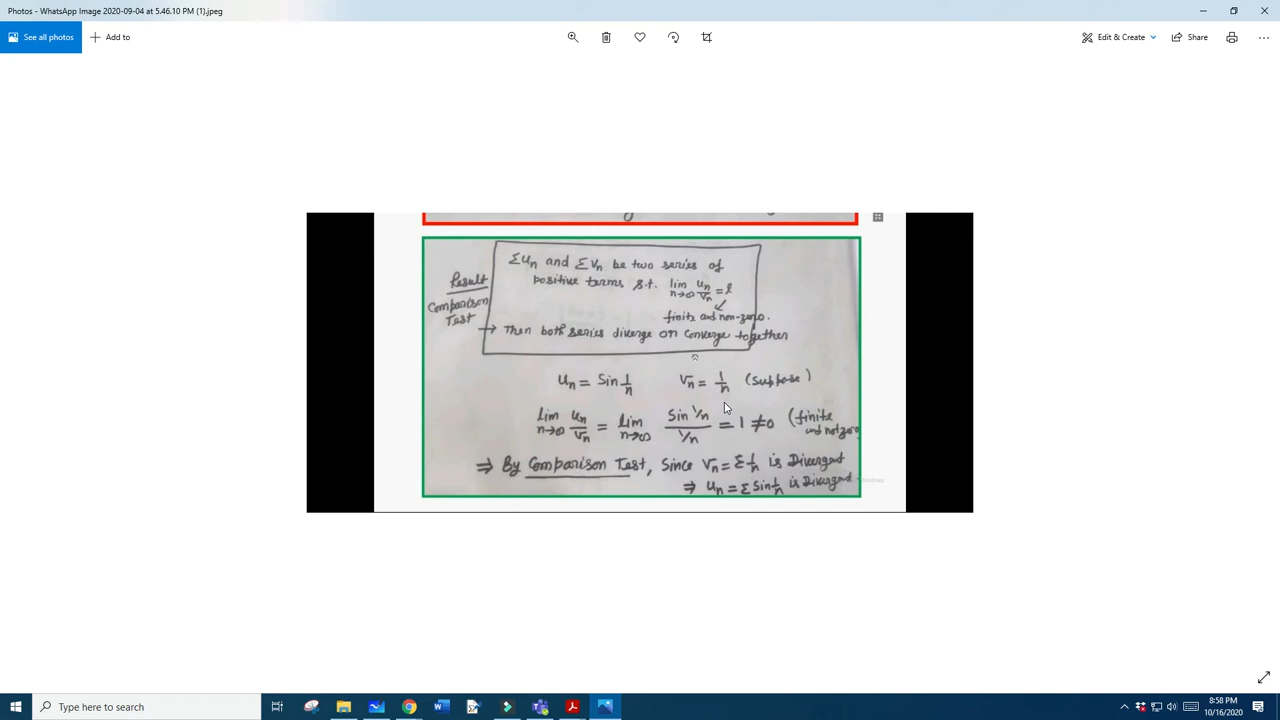 Photos - WhatsApp Image 2020-09-04 at 5.46.10 PM (1).jpeg
See all photos
Add to
Edit & Create
Share
Result
Comparison
Test
Σun and Σvn be two series of
positive terms s.t. lim n→∞ un/vn = l
finite and non-zero.
→ Then both series diverge or converge together
un = Sin 1/n vn = 1/n (suppose)
lim n→∞ un/vn = lim n→∞ Sin 1/n / 1/n = 1 ≠ 0 (finite and not zero
⇒ By Comparison Test, Since vn = Σ 1/n is Divergent
⇒ un = Σ Sin 1/n is Divergent
Type here to search
8:58 PM
10/16/2020